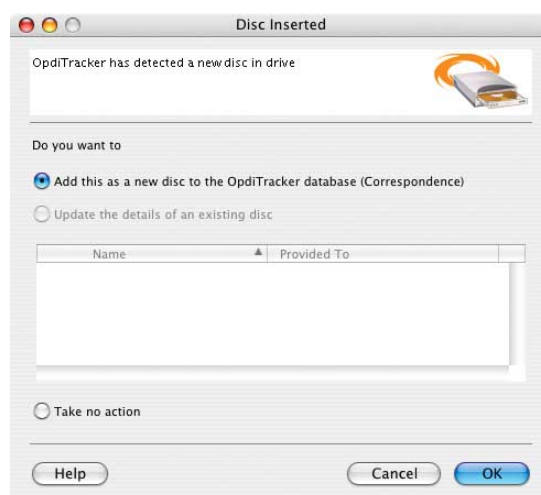 Disc Inserted
OpdiTracker has detected a new disc in drive
Do you want to
Add this as a new disc to the OpdiTracker database (Correspondence)
Update the details of an existing disc
Name Provided To
Take no action
Help Cancel OK